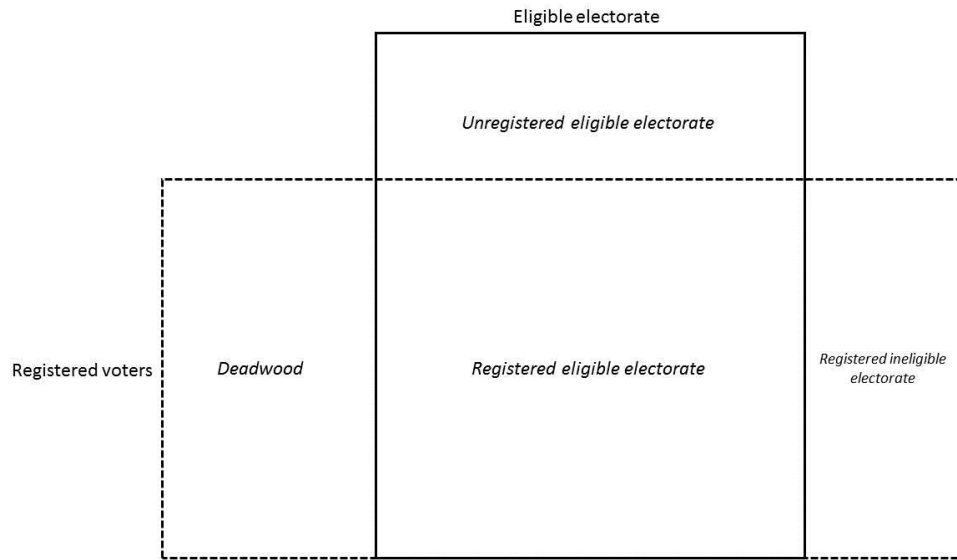 Eligible electorate
Unregistered eligible electorate
Registered voters
Deadwood
Registered eligible electorate
Registered ineligible
electorate